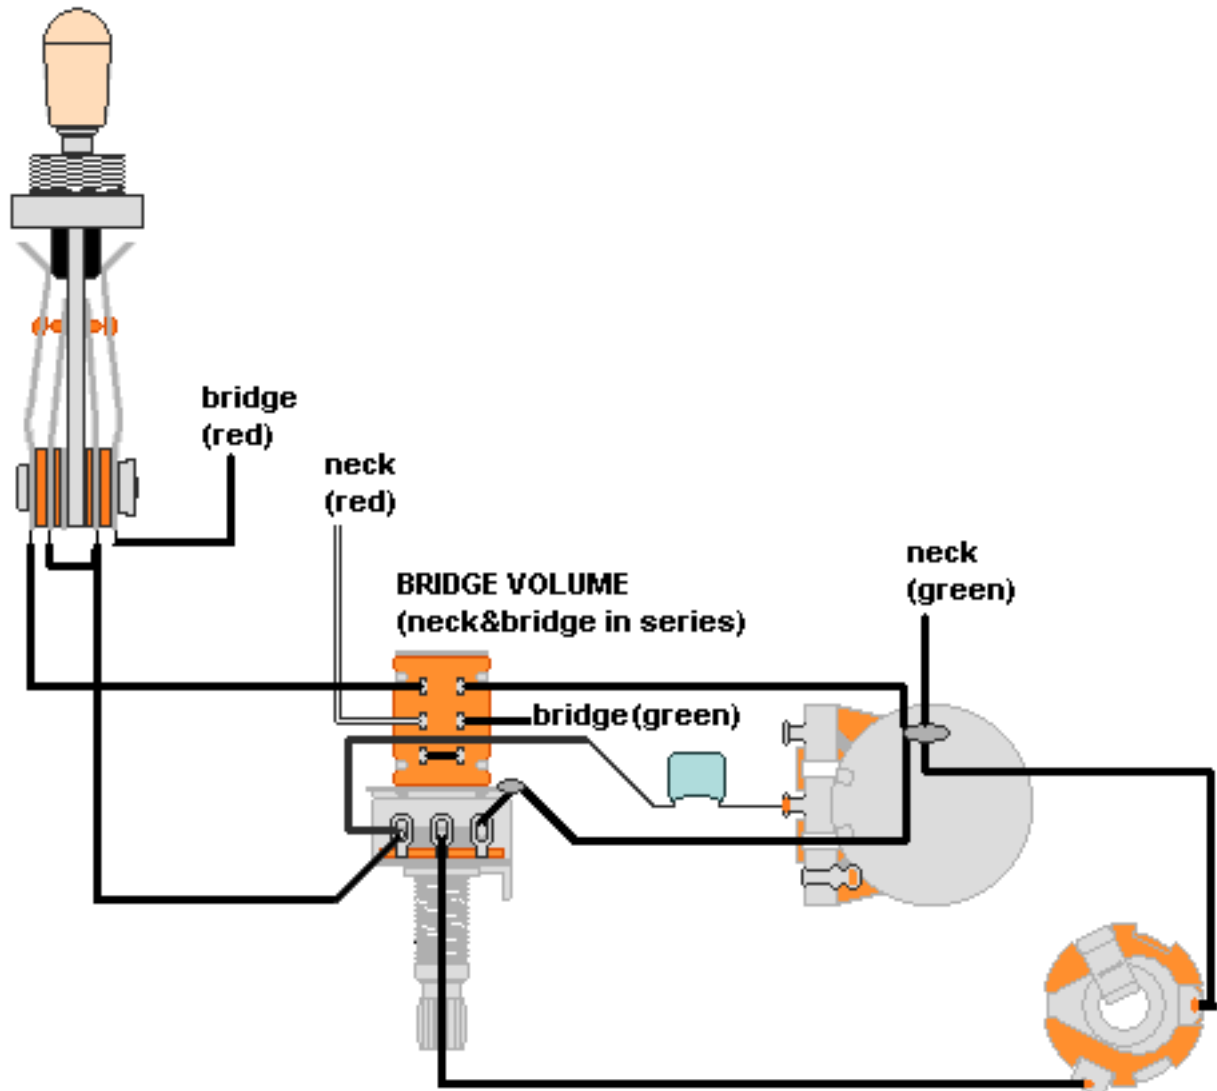 bridge
(red)
neck
(red)
BRIDGE VOLUME
(neck&bridge in series)
neck
(green)
bridge(green)